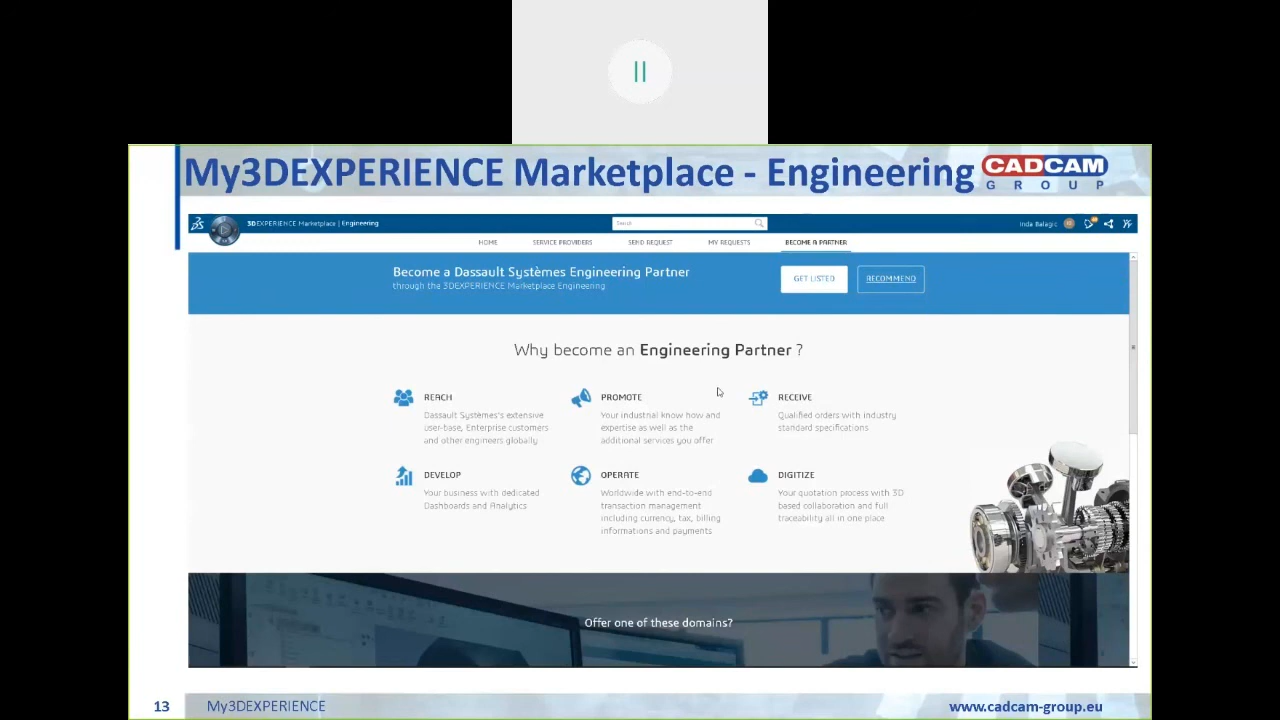 My3DEXPERIENCE Marketplace - Engineering
CADCAM
GROUP
3DEXPERIENCE Marketplace | Engineering
Search
Inda Balagic
HOME
SERVICE PROVIDERS
SEND REQUEST
MY REQUESTS
BECOME A PARTNER
Become a Dassault Systèmes Engineering Partner
through the 3DEXPERIENCE Marketplace Engineering
GET LISTED
RECOMMEND
Why become an Engineering Partner ?
REACH
Dassault Système's extensive
user-base, Enterprise customers
and other engineers globally
PROMOTE
Your industrial know how and
expertise as well as the
additional services you offer
RECEIVE
Qualified orders with industry
standard specifications
DEVELOP
Your business with dedicated
Dashboards and Analytics
OPERATE
Worldwide with end-to-end
transaction management
including currency, tax, billing
informations and payments
DIGITIZE
Your quotation process with 3D
based collaboration and full
traceability all in one place
Offer one of these domains?
13
My3DEXPERIENCE
www.cadcam-group.eu